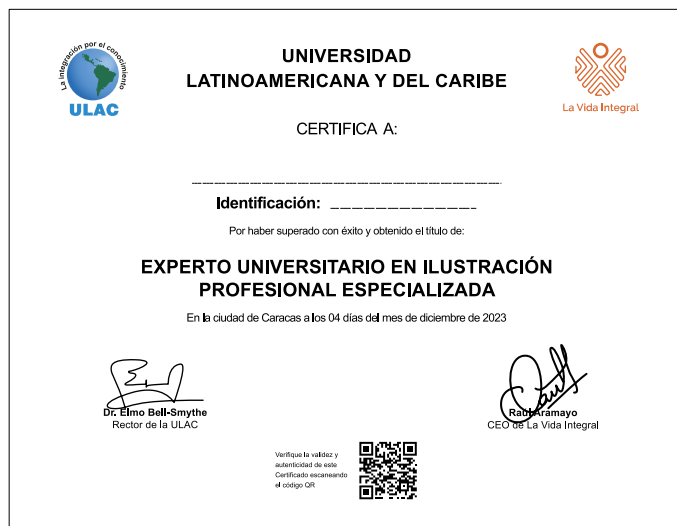 La integración por el conocimiento
ULAC
UNIVERSIDAD
LATINOAMERICANA Y DEL CARIBE
La Vida Integral
CERTIFICA A:
Identificación: ___________________
Por haber superado con éxito y obtenido el título de:
EXPERTO UNIVERSITARIO EN ILUSTRACIÓN
PROFESIONAL ESPECIALIZADA
En la ciudad de Caracas a los 04 días del mes de diciembre de 2023
Dr. Elmo Bell-Smythe
Rector de la ULAC
Raúl Aramayo
CEO de La Vida Integral
Verifique la validez y
autenticidad de este
Certificado escaneando
el código QR